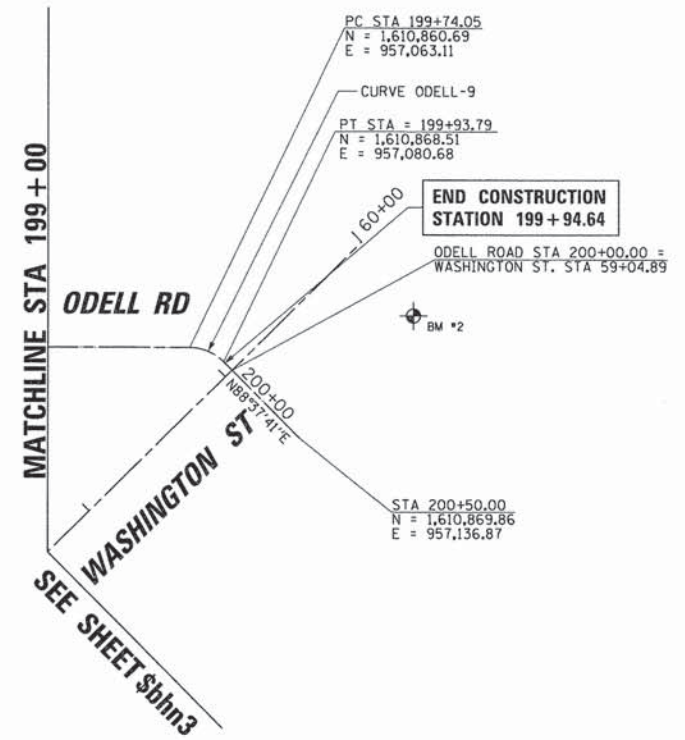 PC STA 199+74.05
N = 1,610,860.69
E = 957,063.11
CURVE ODELL-9
PT STA = 199+93.79
N = 1,610,868.51
E = 957,080.68
160+00
END CONSTRUCTION
STATION 199+94.64
ODELL ROAD STA 200+00.00 =
WASHINGTON ST. STA 59+04.89
BM #2
MATCHLINE STA 199+00
ODELL RD
200+00
N88°37'41"E
WASHINGTON ST
STA 200+50.00
N = 1,610,869.86
E = 957,136.87
SEE SHEET $bhn3